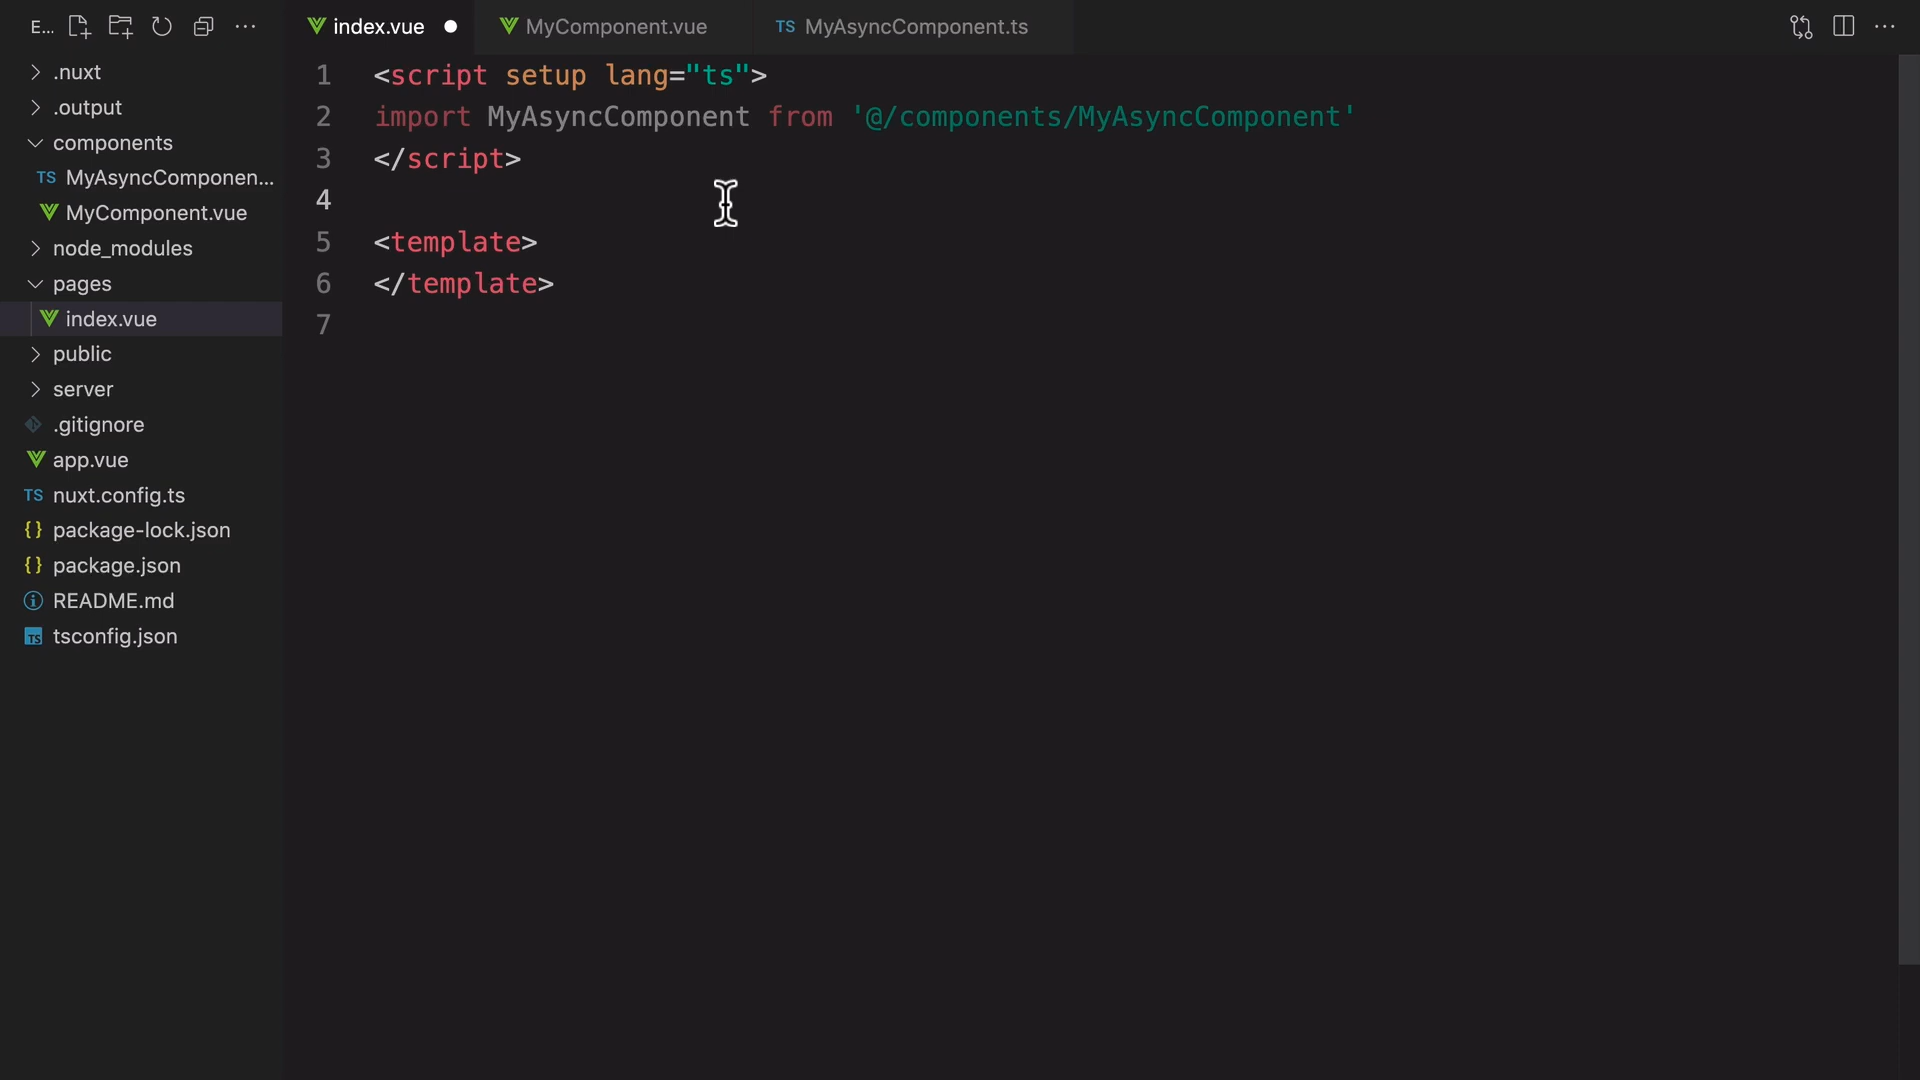 E...
index.vue
MyComponent.vue
TS MyAsyncComponent.ts
.nuxt
.output
components
TS MyAsyncComponen...
MyComponent.vue
node_modules
pages
index.vue
public
server
.gitignore
app.vue
TS nuxt.config.ts
{} package-lock.json
{} package.json
README.md
TS tsconfig.json
1 <script setup lang="ts">
2 import MyAsyncComponent from '@/components/MyAsyncComponent'
3 </script>
4
5 <template>
6 </template>
7